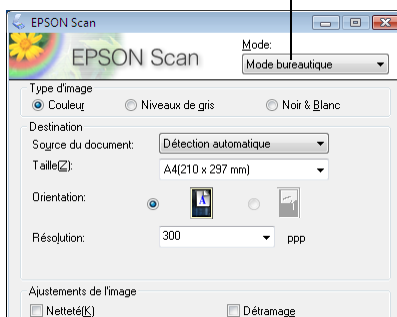 EPSON Scan
EPSON Scan
Mode:
Mode bureautique
Type d'image
Couleur
Niveaux de gris
Noir & Blanc
Destination
Source du document:
Détection automatique
Taille(Z):
A4(210 x 297 mm)
Orientation:
Résolution:
300
ppp
Ajustements de l'image
Netteté(K)
Détramage